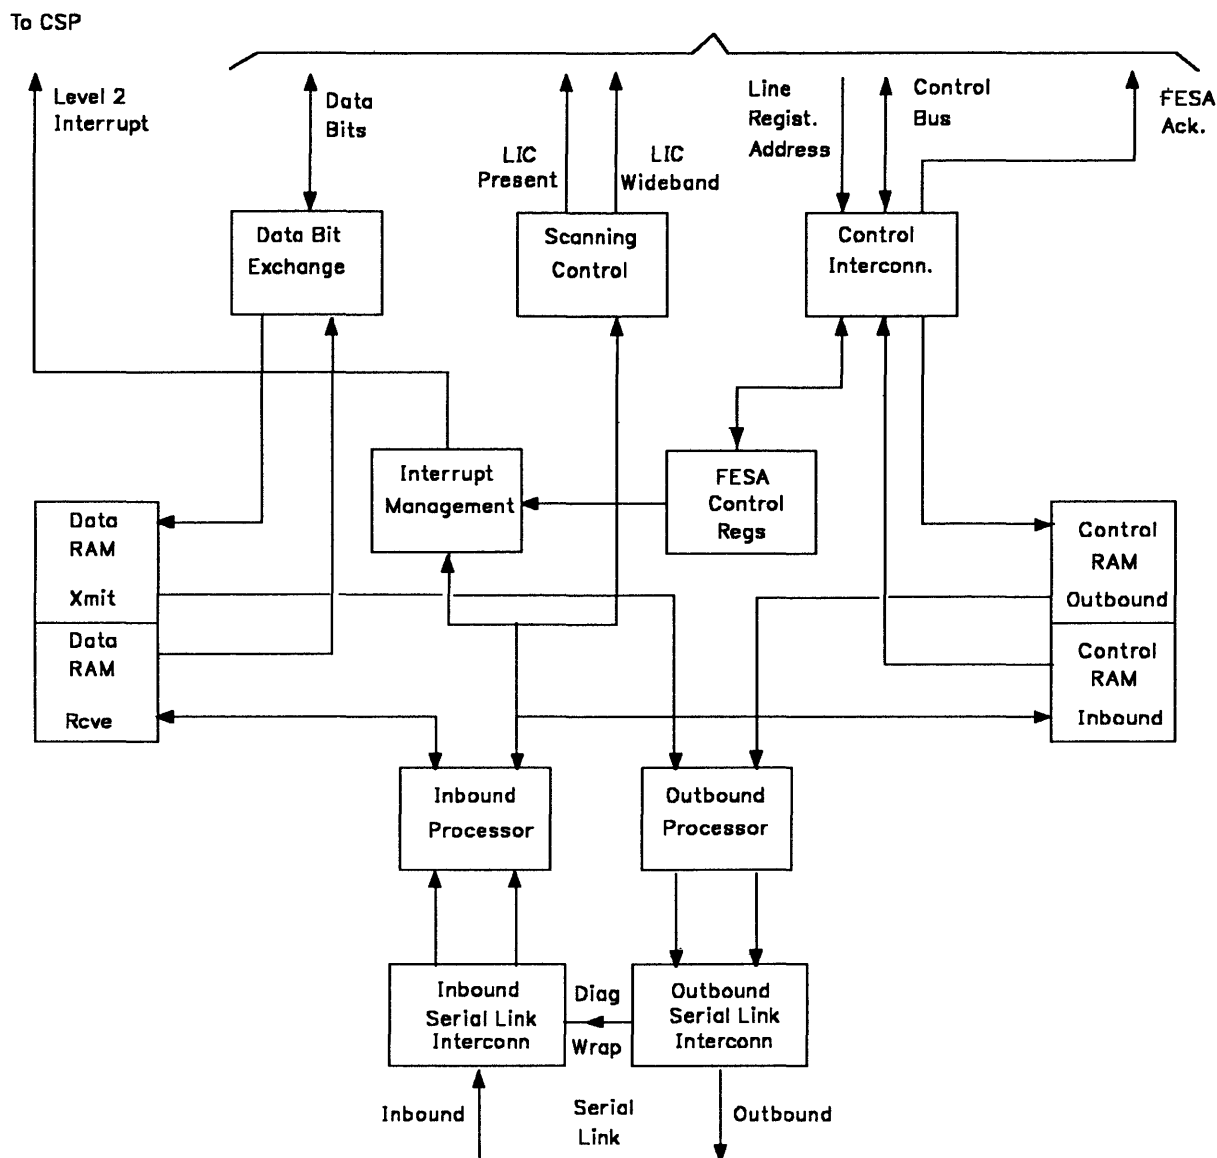 To CSP
Level 2
Interrupt
Data
Bits
LIC
Present
LIC
Wideband
Line
Regist.
Address
Control
Bus
FESA
Ack.
Data Bit
Exchange
Scanning
Control
Control
Interconn.
Interrupt
Management
FESA
Control
Regs
Data
RAM
Xmit
Data
RAM
Rcve
Control
RAM
Outbound
Control
RAM
Inbound
Inbound
Processor
Outbound
Processor
Inbound
Serial Link
Interconn
Diag
Wrap
Outbound
Serial Link
Interconn
Inbound
Serial
Link
Outbound